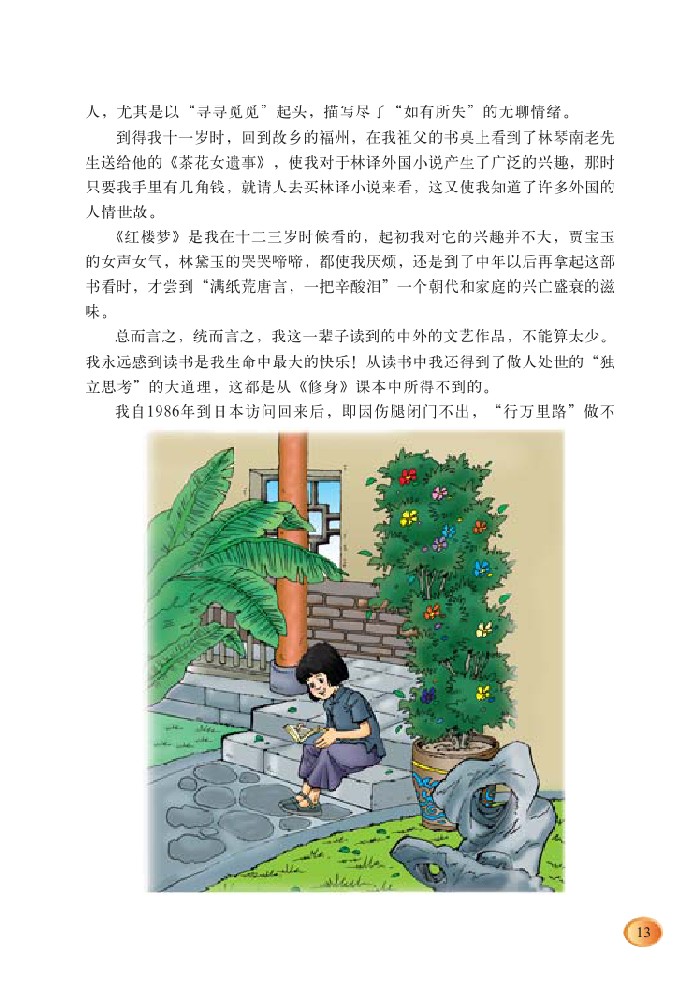 人，尤其是以“寻寻觅觅”起头，描写尽了“如有所失”的无聊情绪。
到得我十一岁时，回到故乡的福州，在我祖父的书桌上看到了林琴南老先
生送给他的《茶花女遗事》，使我对于林译外国小说产生了广泛的兴趣，那时
只要我手里有几角钱，就请人去买林译小说来看，这又使我知道了许多外国的
人情世故。
《红楼梦》是我在十二三岁时候看的，起初我对它的兴趣并不大，贾宝玉
的女声女气，林黛玉的哭哭啼啼，都使我厌烦，还是到了中年以后再拿起这部
书看时，才尝到“满纸荒唐言，一把辛酸泪”一个朝代和家庭的兴亡盛衰的滋
味。
总而言之，统而言之，我这一辈子读到的中外的文艺作品，不能算太少。
我永远感到读书是我生命中最大的快乐！从读书中我还得到了做人处世的“独
立思考”的大道理，这都是从《修身》课本中所得不到的。
我自1986年到日本访问回来后，即因伤腿闭门不出，“行万里路”做不
13